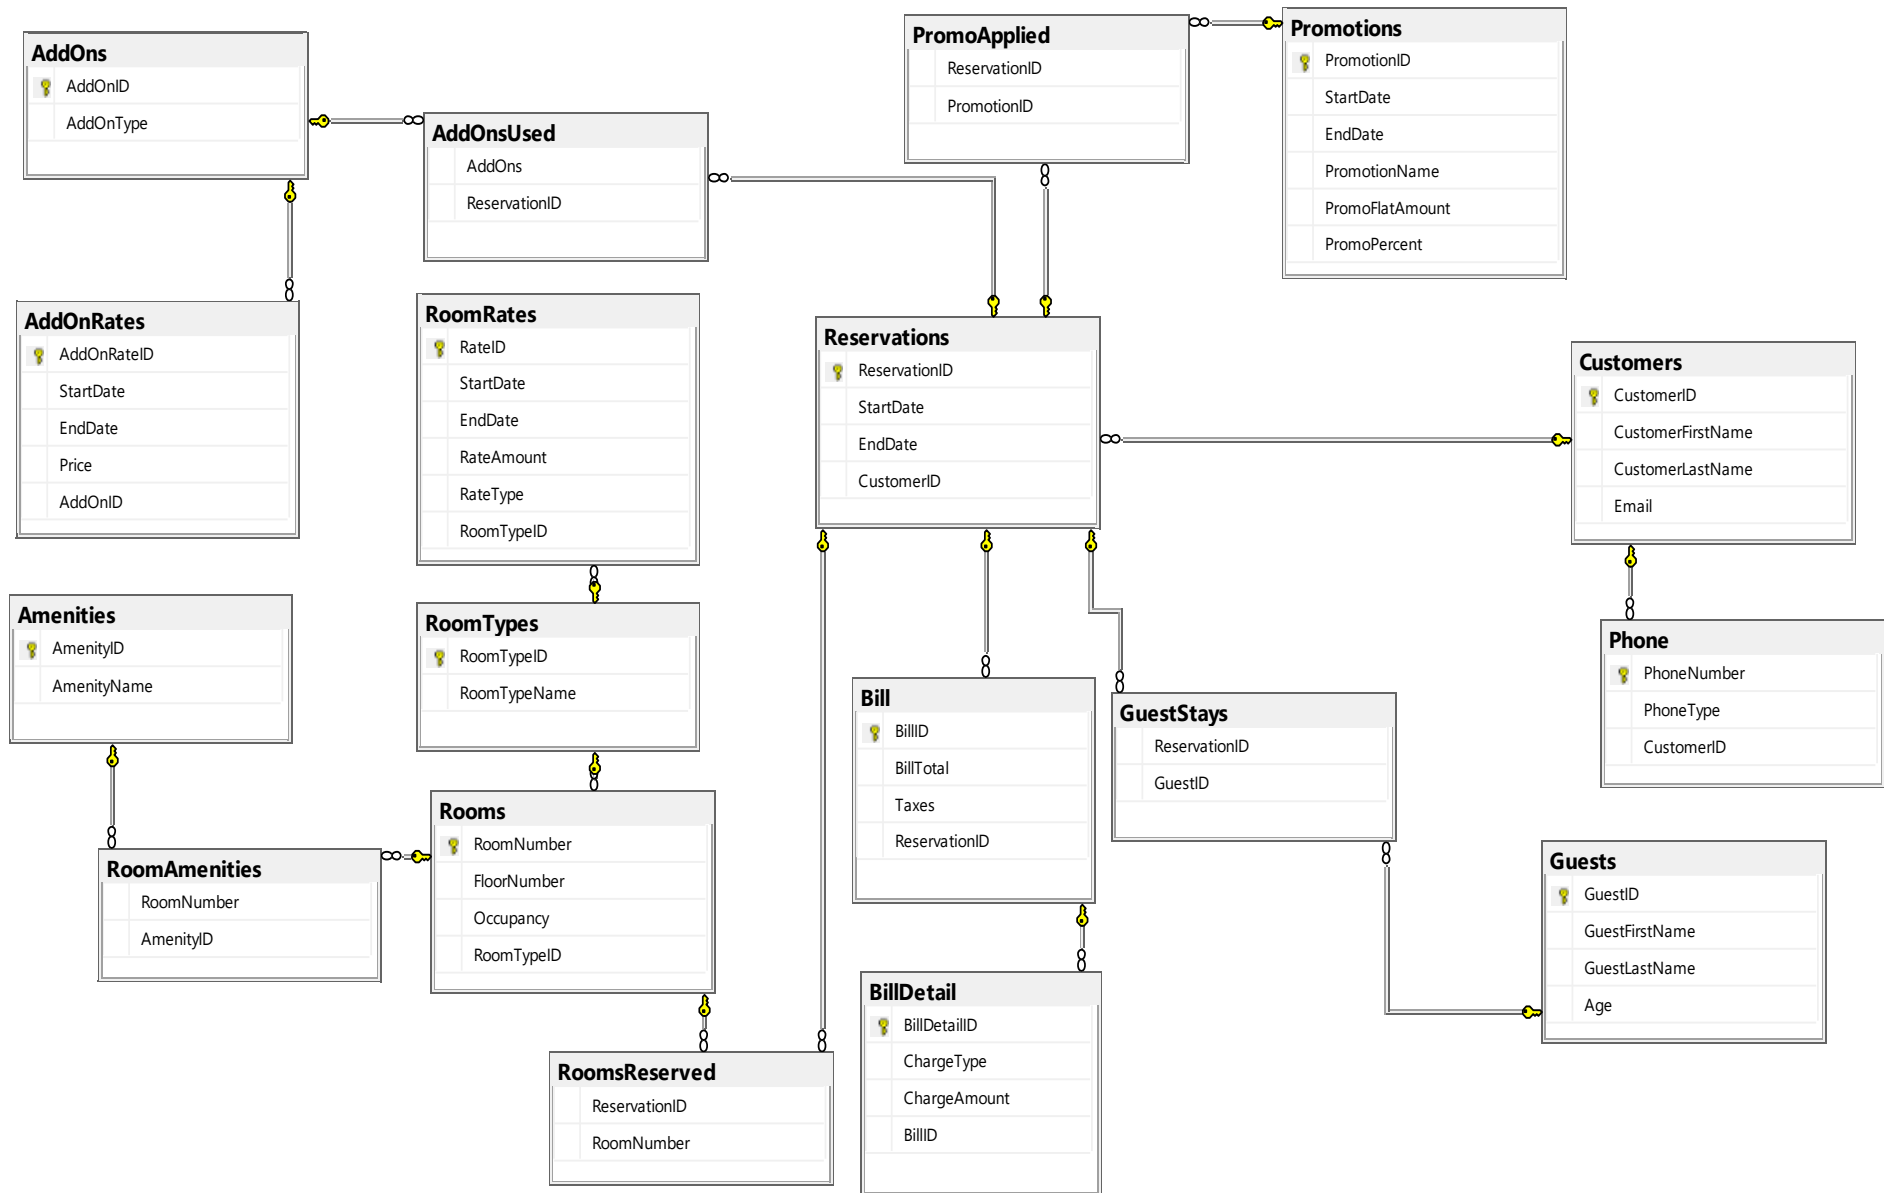 AddOns
AddOnID
AddOnType
AddOnsUsed
AddOns
ReservationID
PromoApplied
ReservationID
PromotionID
Promotions
PromotionID
StartDate
EndDate
PromotionName
PromoFlatAmount
PromoPercent
AddOnRates
AddOnRateID
StartDate
EndDate
Price
AddOnID
RoomRates
RateID
StartDate
EndDate
RateAmount
RateType
RoomTypeID
Reservations
ReservationID
StartDate
EndDate
CustomerID
Customers
CustomerID
CustomerFirstName
CustomerLastName
Email
Amenities
AmenityID
AmenityName
RoomTypes
RoomTypeID
RoomTypeName
Bill
BillID
BillTotal
Taxes
ReservationID
GuestStays
ReservationID
GuestID
Phone
PhoneNumber
PhoneType
CustomerID
RoomAmenities
RoomNumber
AmenityID
Rooms
RoomNumber
FloorNumber
Occupancy
RoomTypeID
Guests
GuestID
GuestFirstName
GuestLastName
Age
RoomsReserved
ReservationID
RoomNumber
BillDetail
BillDetailID
ChargeType
ChargeAmount
BillID